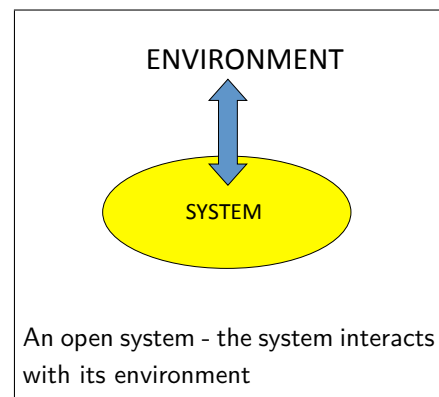 ENVIRONMENT
SYSTEM
An open system - the system interacts
with its environment